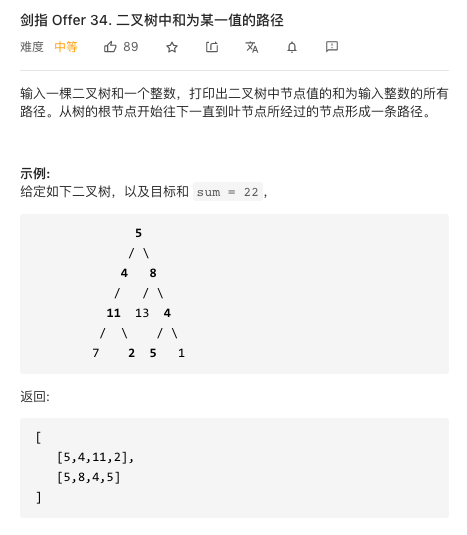 剑指 Offer 34. 二叉树中和为某一值的路径
难度 中等 89
输入一棵二叉树和一个整数，打印出二叉树中节点值的和为输入整数的所有
路径。从树的根节点开始往下一直到叶节点所经过的节点形成一条路径。
示例:
给定如下二叉树，以及目标和 sum = 22，
5
/ \
4 8
/ / \
11 13 4
/ \ / \
7 2 5 1
返回:
[
[5,4,11,2],
[5,8,4,5]
]